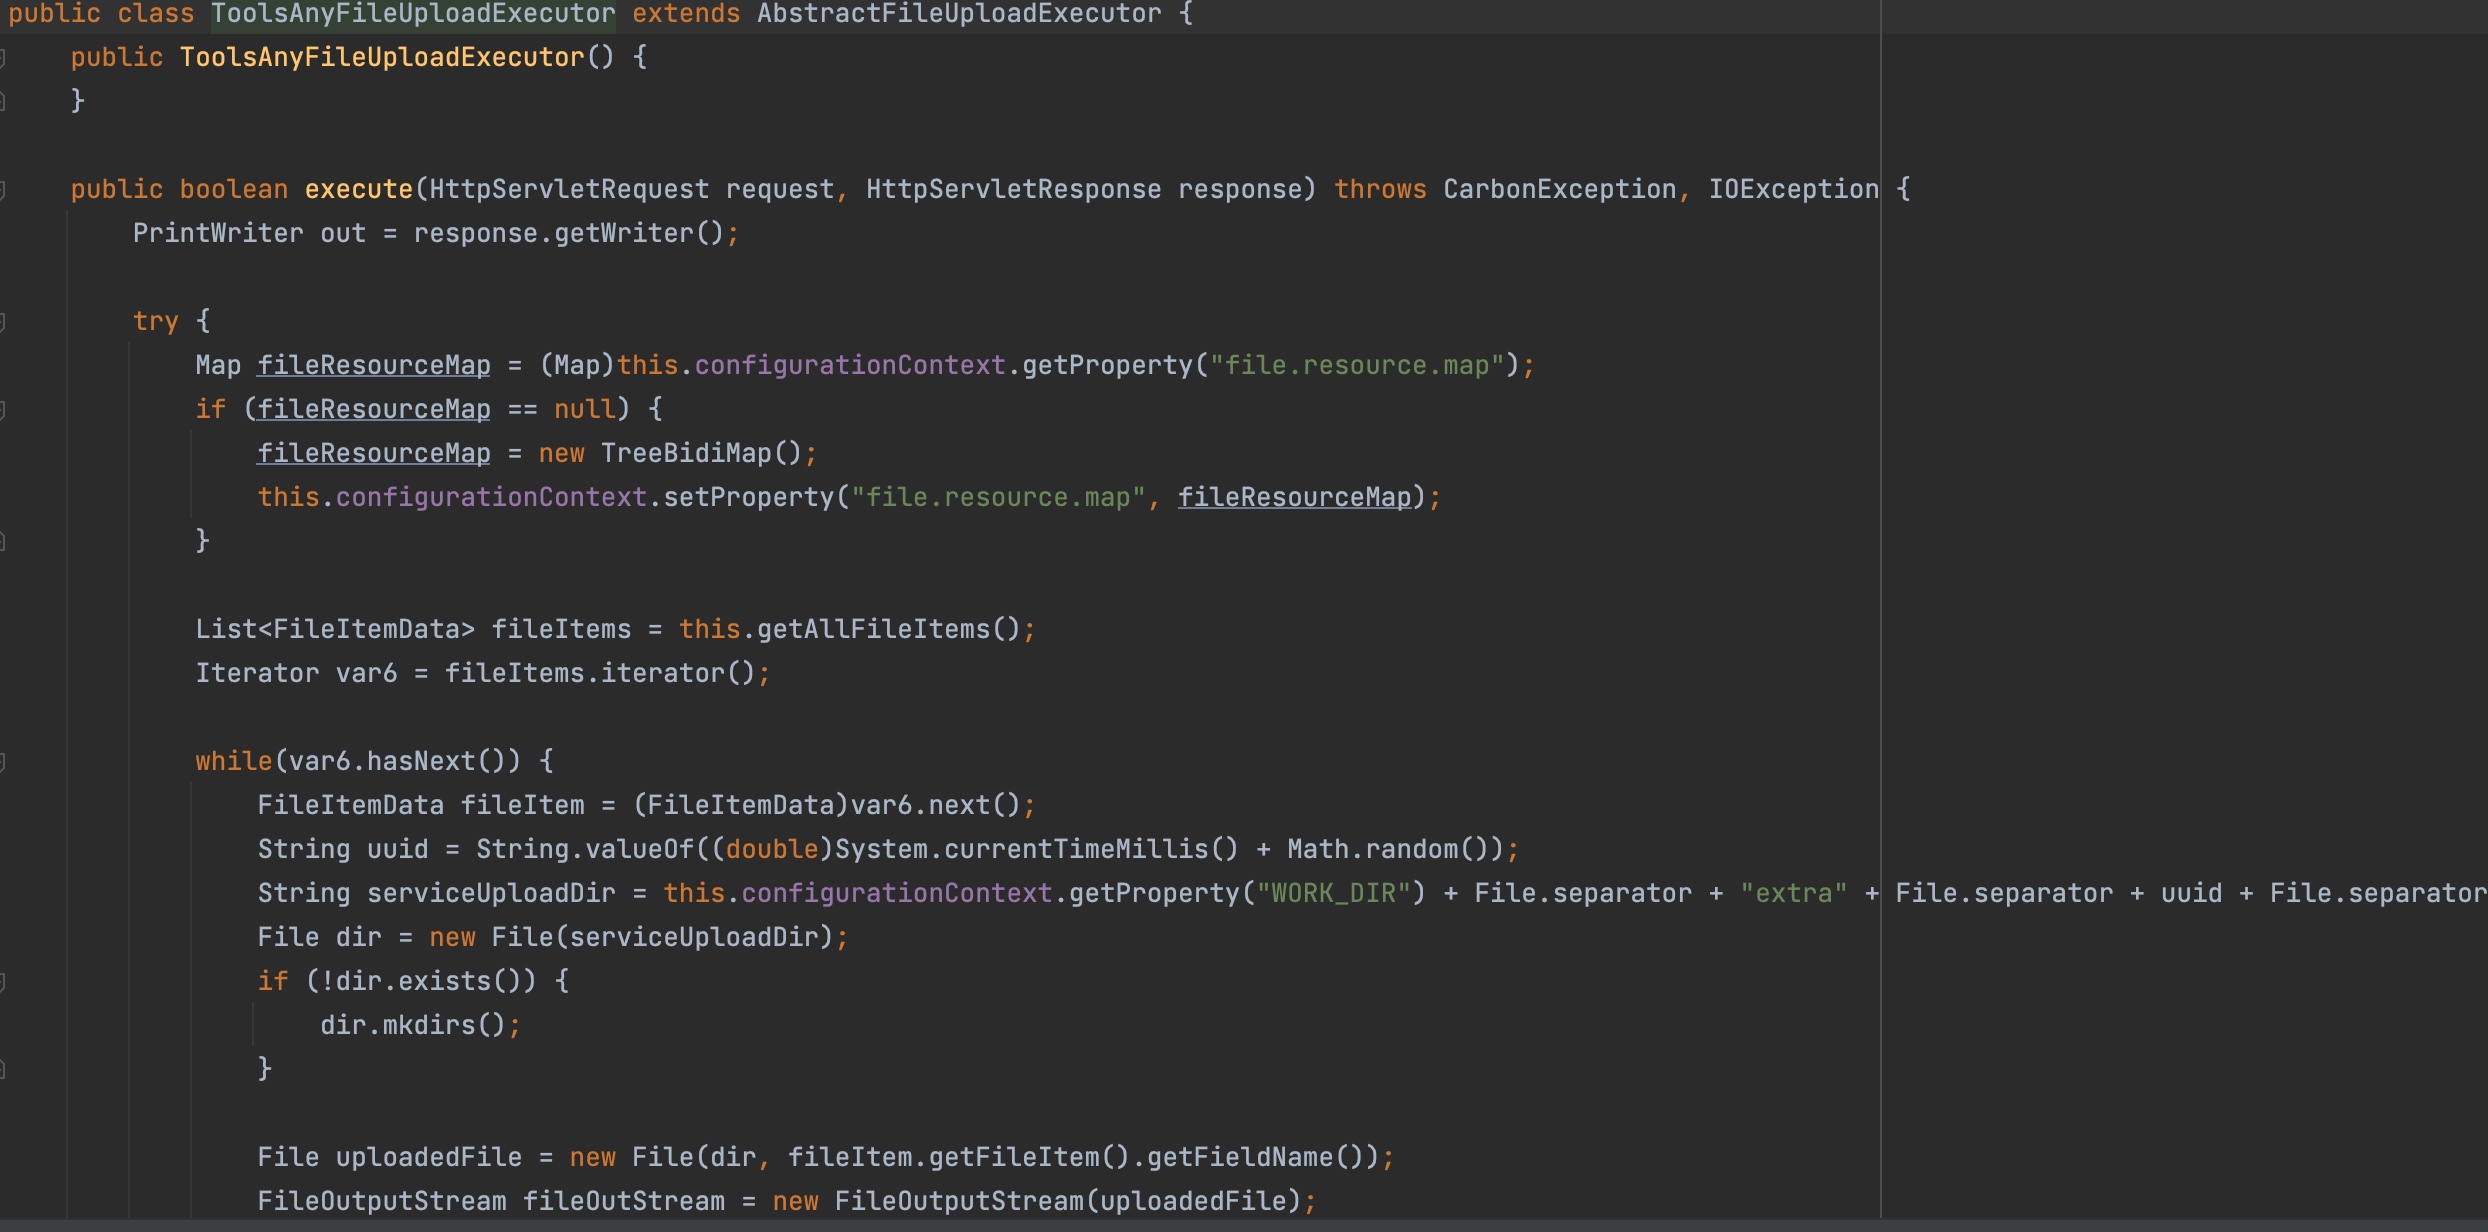 public class ToolsAnyFileUploadExecutor extends AbstractFileUploadExecutor {
public ToolsAnyFileUploadExecutor() {
}
public boolean execute(HttpServletRequest request, HttpServletResponse response) throws CarbonException, IOException {
PrintWriter out = response.getWriter();
try {
Map fileResourceMap = (Map)this.configurationContext.getProperty("file.resource.map");
if (fileResourceMap == null) {
fileResourceMap = new TreeBidiMap();
this.configurationContext.setProperty("file.resource.map", fileResourceMap);
}
List<FileItemData> fileItems = this.getAllFileItems();
Iterator var6 = fileItems.iterator();
while(var6.hasNext()) {
FileItemData fileItem = (FileItemData)var6.next();
String uuid = String.valueOf((double)System.currentTimeMillis() + Math.random());
String serviceUploadDir = this.configurationContext.getProperty("WORK_DIR") + File.separator + "extra" + File.separator + uuid + File.separator
File dir = new File(serviceUploadDir);
if (!dir.exists()) {
dir.mkdirs();
}
File uploadedFile = new File(dir, fileItem.getFileItem().getFieldName());
FileOutputStream fileOutStream = new FileOutputStream(uploadedFile);